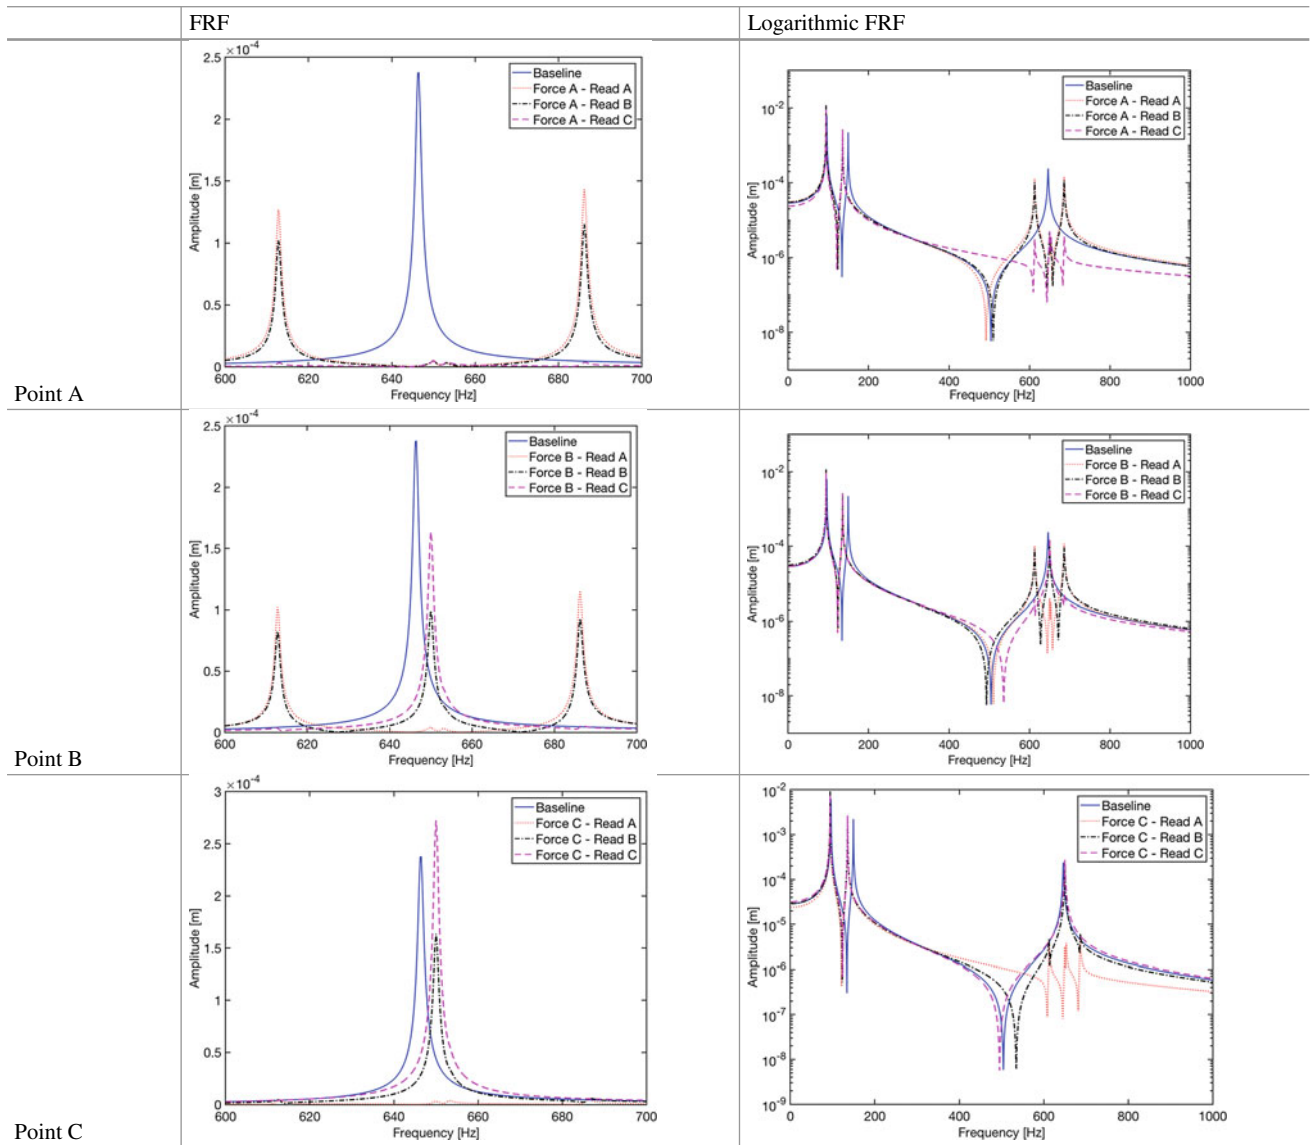 FRF
Logarithmic FRF
Point A
×10⁻⁴
2.5
2
1.5
1
0.5
0
600
620
640
660
680
700
Amplitude [m]
Frequency [Hz]
Baseline
Force A - Read A
Force A - Read B
Force A - Read C
10⁻²
10⁻⁴
10⁻⁶
10⁻⁸
0
200
400
600
800
1000
Amplitude [m]
Frequency [Hz]
Baseline
Force A - Read A
Force A - Read B
Force A - Read C
Point B
×10⁻⁴
2.5
2
1.5
1
0.5
0
600
620
640
660
680
700
Amplitude [m]
Frequency [Hz]
Baseline
Force B - Read A
Force B - Read B
Force B - Read C
10⁻²
10⁻⁴
10⁻⁶
10⁻⁸
0
200
400
600
800
1000
Amplitude [m]
Frequency [Hz]
Baseline
Force B - Read A
Force B - Read B
Force B - Read C
Point C
×10⁻⁴
3
2.5
2
1.5
1
0.5
0
600
620
640
660
680
700
Amplitude [m]
Frequency [Hz]
Baseline
Force C - Read A
Force C - Read B
Force C - Read C
10⁻²
10⁻³
10⁻⁴
10⁻⁵
10⁻⁶
10⁻⁷
10⁻⁸
10⁻⁹
0
200
400
600
800
1000
Amplitude [m]
Frequency [Hz]
Baseline
Force C - Read A
Force C - Read B
Force C - Read C